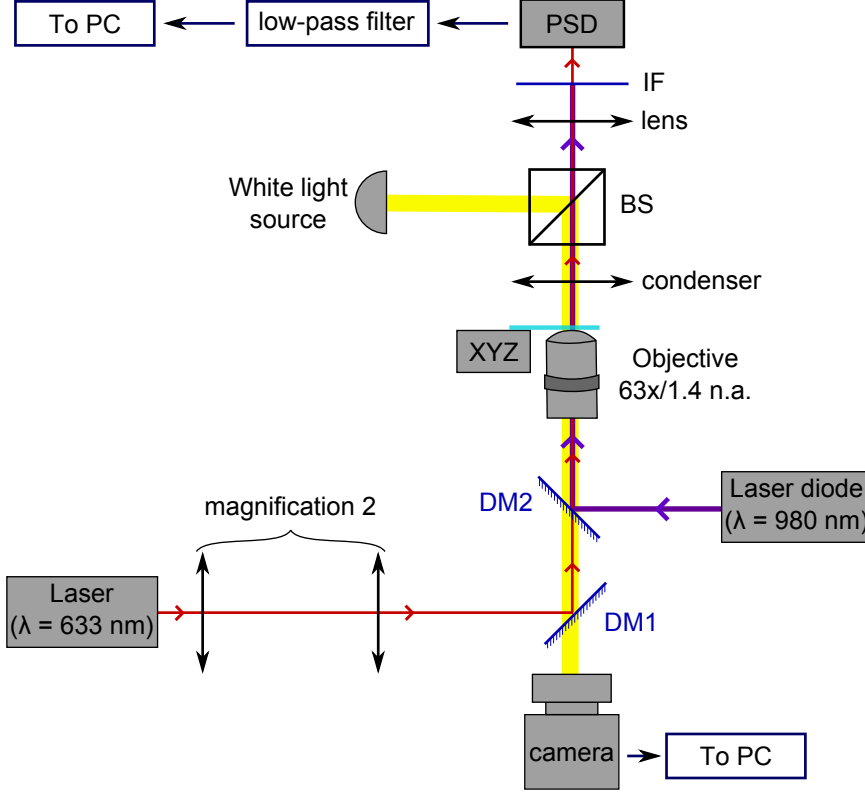 To PC
low-pass filter
PSD
IF
lens
White light
source
BS
condenser
XYZ
Objective
63x/1.4 n.a.
DM2
Laser diode
(λ = 980 nm)
magnification 2
Laser
(λ = 633 nm)
DM1
camera
To PC